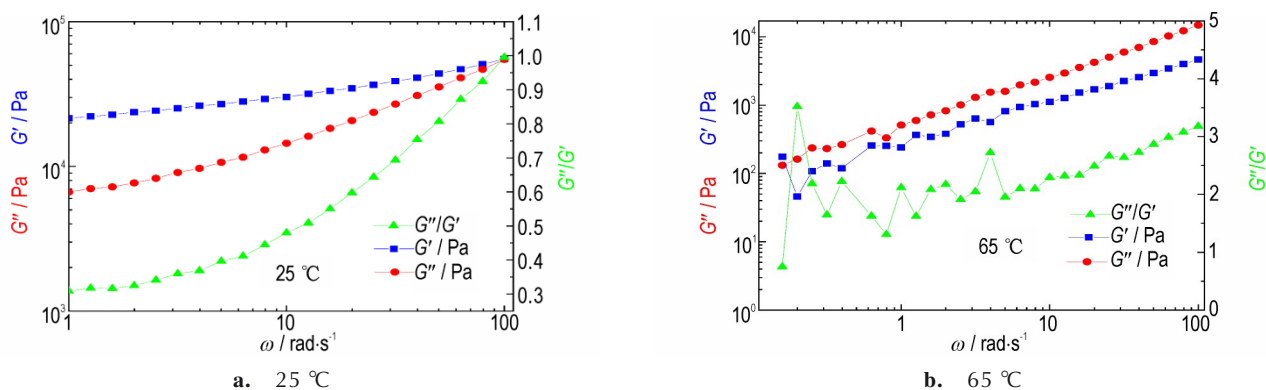 10⁵
10⁴
10³
G′ / Pa
G″ / Pa
1.1
1.0
0.9
0.8
0.7
0.6
0.5
0.4
0.3
G″/G′
G″/G′
G′ / Pa
G″ / Pa
25 ℃
1
10
100
ω / rad·s⁻¹
a. 25 ℃
10⁴
10³
10²
10¹
10⁰
G′ / Pa
G″ / Pa
5
4
3
2
1
0
G″/G′
G″/G′
G′ / Pa
G″ / Pa
65 ℃
1
10
100
ω / rad·s⁻¹
b. 65 ℃